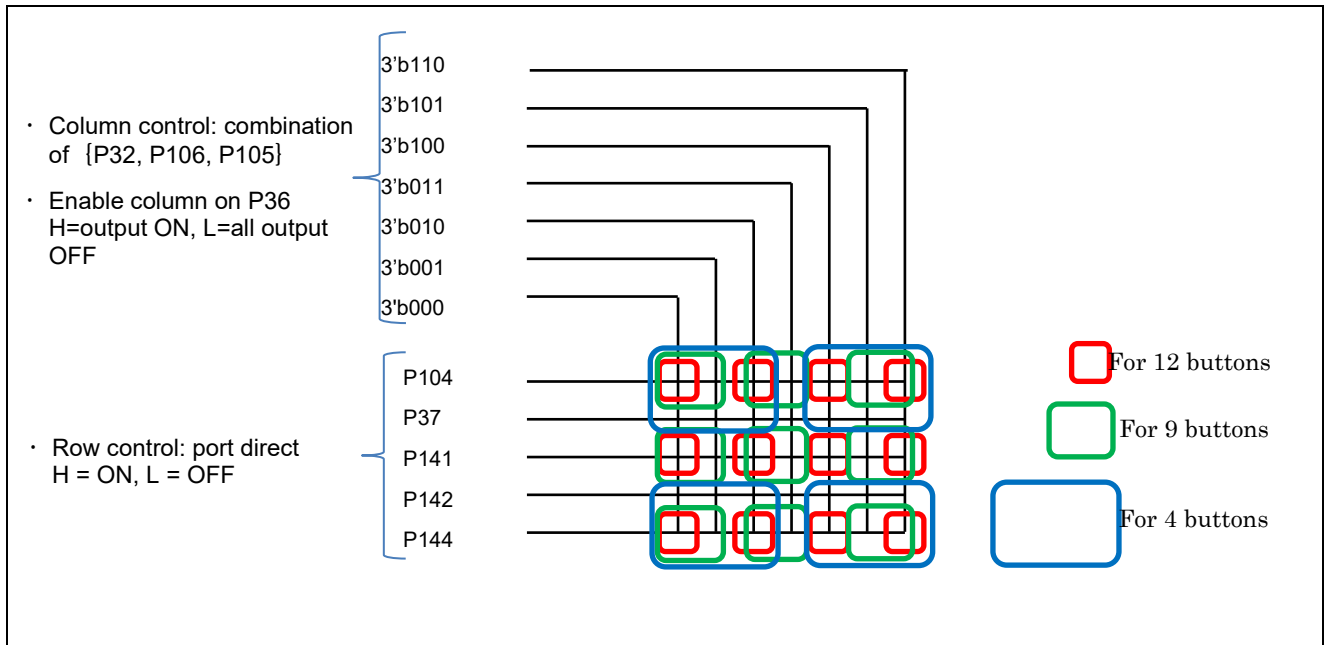 ・ Column control: combination
of {P32, P106, P105}
・ Enable column on P36
H=output ON, L=all output
OFF
3’b110
3’b101
3’b100
3’b011
3’b010
3’b001
3'b000
・ Row control: port direct
H = ON, L = OFF
P104
P37
P141
P142
P144
For 12 buttons
For 9 buttons
For 4 buttons